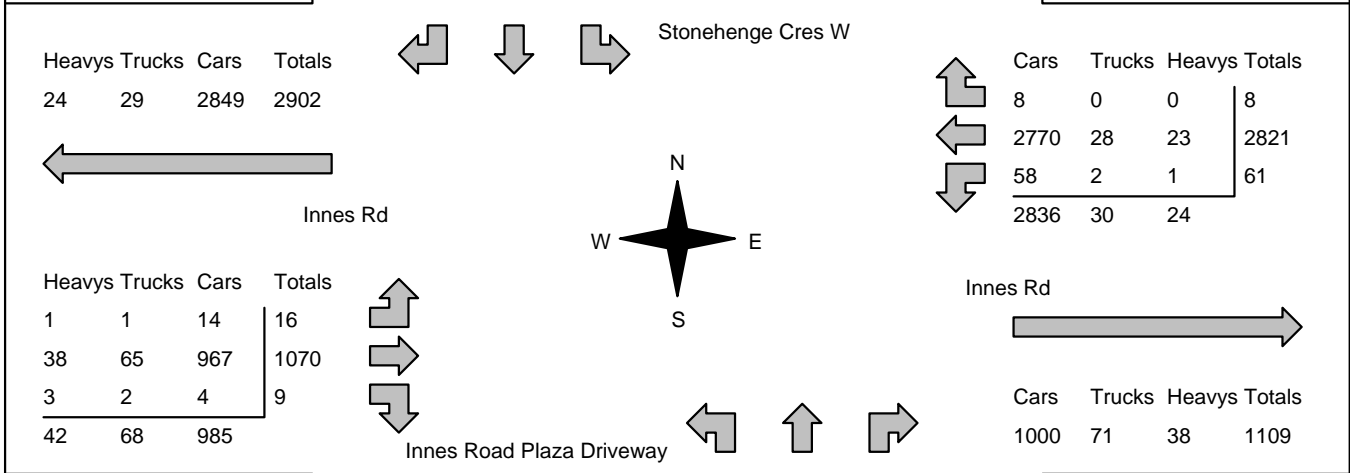 Stonehenge Cres W
Heavys Trucks Cars Totals
24 29 2849 2902
Cars Trucks Heavys Totals
8 0 0 8
2770 28 23 2821
58 2 1 61
2836 30 24
Innes Rd
N
W E
S
Heavys Trucks Cars Totals
1 1 14 16
38 65 967 1070
3 2 4 9
42 68 985
Innes Rd
Cars Trucks Heavys Totals
1000 71 38 1109
Innes Road Plaza Driveway